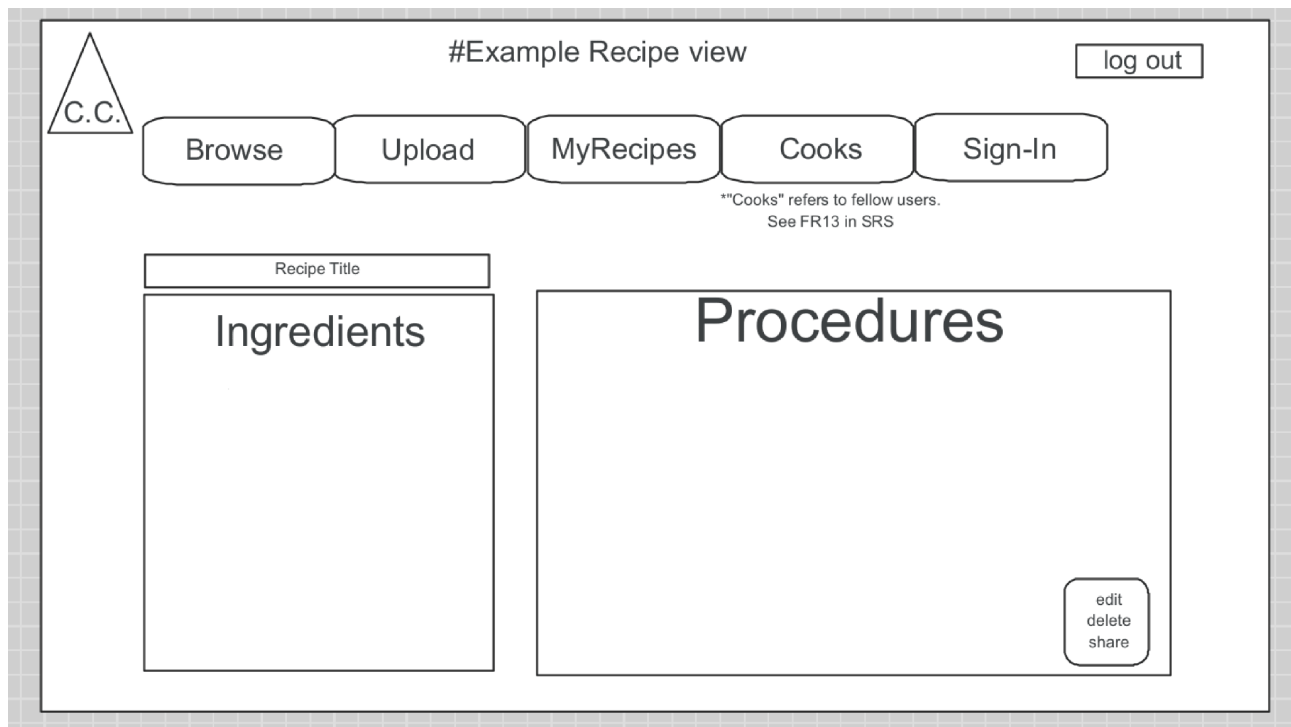 #Example Recipe view
log out
C.C.
Browse
Upload
MyRecipes
Cooks
Sign-In
*"Cooks" refers to fellow users.
See FR13 in SRS
Recipe Title
Ingredients
Procedures
edit
delete
share